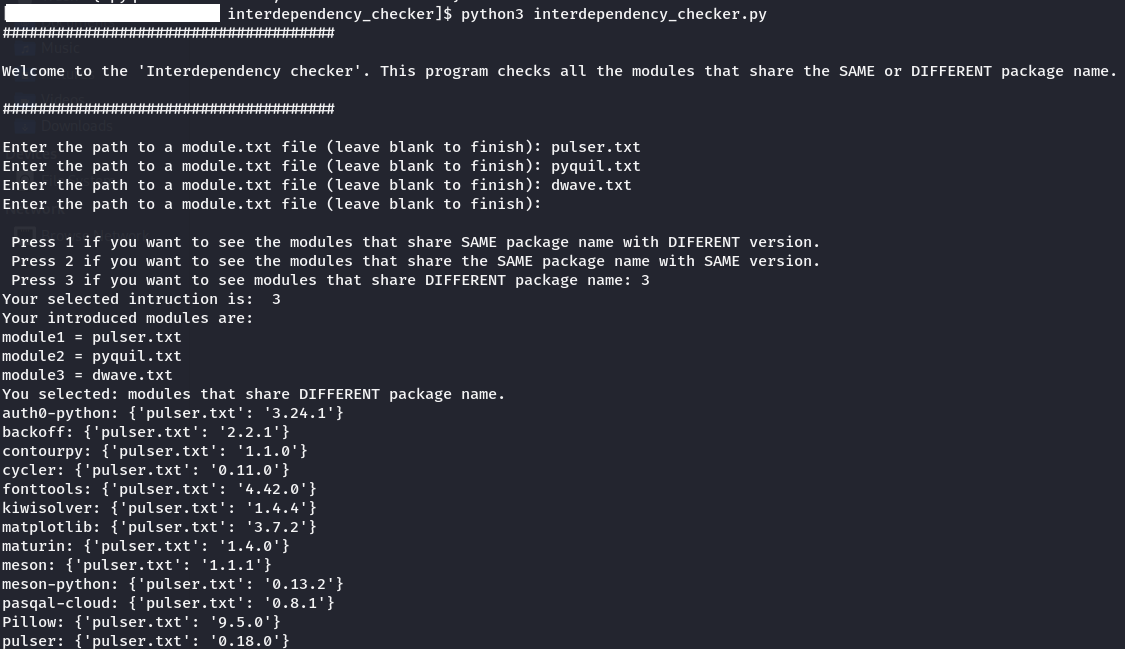 interdependency_checker]$ python3 interdependency_checker.py
#####################################
Welcome to the 'Interdependency checker'. This program checks all the modules that share the SAME or DIFFERENT package name.
#####################################
Enter the path to a module.txt file (leave blank to finish): pulser.txt
Enter the path to a module.txt file (leave blank to finish): pyquil.txt
Enter the path to a module.txt file (leave blank to finish): dwave.txt
Enter the path to a module.txt file (leave blank to finish):
Press 1 if you want to see the modules that share SAME package name with DIFERENT version.
Press 2 if you want to see the modules that share the SAME package name with SAME version.
Press 3 if you want to see modules that share DIFFERENT package name: 3
Your selected intruction is:  3
Your introduced modules are:
module1 = pulser.txt
module2 = pyquil.txt
module3 = dwave.txt
You selected: modules that share DIFFERENT package name.
auth0-python: {'pulser.txt': '3.24.1'}
backoff: {'pulser.txt': '2.2.1'}
contourpy: {'pulser.txt': '1.1.0'}
cycler: {'pulser.txt': '0.11.0'}
fonttools: {'pulser.txt': '4.42.0'}
kiwisolver: {'pulser.txt': '1.4.4'}
matplotlib: {'pulser.txt': '3.7.2'}
maturin: {'pulser.txt': '1.4.0'}
meson: {'pulser.txt': '1.1.1'}
meson-python: {'pulser.txt': '0.13.2'}
pasqal-cloud: {'pulser.txt': '0.8.1'}
Pillow: {'pulser.txt': '9.5.0'}
pulser: {'pulser.txt': '0.18.0'}